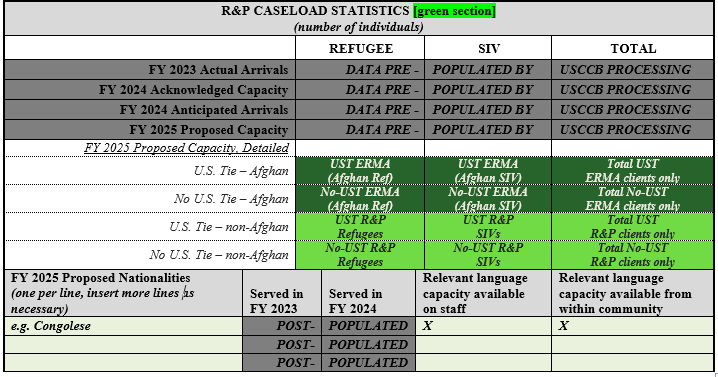 R&P CASELOAD STATISTICS [green section]
(number of individuals)
REFUGEE SIV TOTAL
FY 2023 Actual Arrivals DATA PRE - POPULATED BY USCCB PROCESSING
FY 2024 Acknowledged Capacity DATA PRE - POPULATED BY USCCB PROCESSING
FY 2024 Anticipated Arrivals DATA PRE - POPULATED BY USCCB PROCESSING
FY 2025 Proposed Capacity DATA PRE - POPULATED BY USCCB PROCESSING
FY 2025 Proposed Capacity, Detailed
U.S. Tie – Afghan UST ERMA (Afghan Ref) UST ERMA (Afghan SIV) Total UST ERMA clients only
No U.S. Tie – Afghan No-UST ERMA (Afghan Ref) No-UST ERMA (Afghan SIV) Total No-UST ERMA clients only
U.S. Tie – non-Afghan UST R&P Refugees UST R&P SIVs Total UST R&P clients only
No U.S. Tie – non-Afghan No-UST R&P Refugees No-UST R&P SIVs Total No-UST R&P clients only
FY 2025 Proposed Nationalities
(one per line, insert more lines as
necessary)
Served in
FY 2023
Served in
FY 2024
Relevant language
capacity available
on staff
Relevant language
capacity available from
within community
e.g. Congolese POST- POPULATED X X
POST- POPULATED
POST- POPULATED